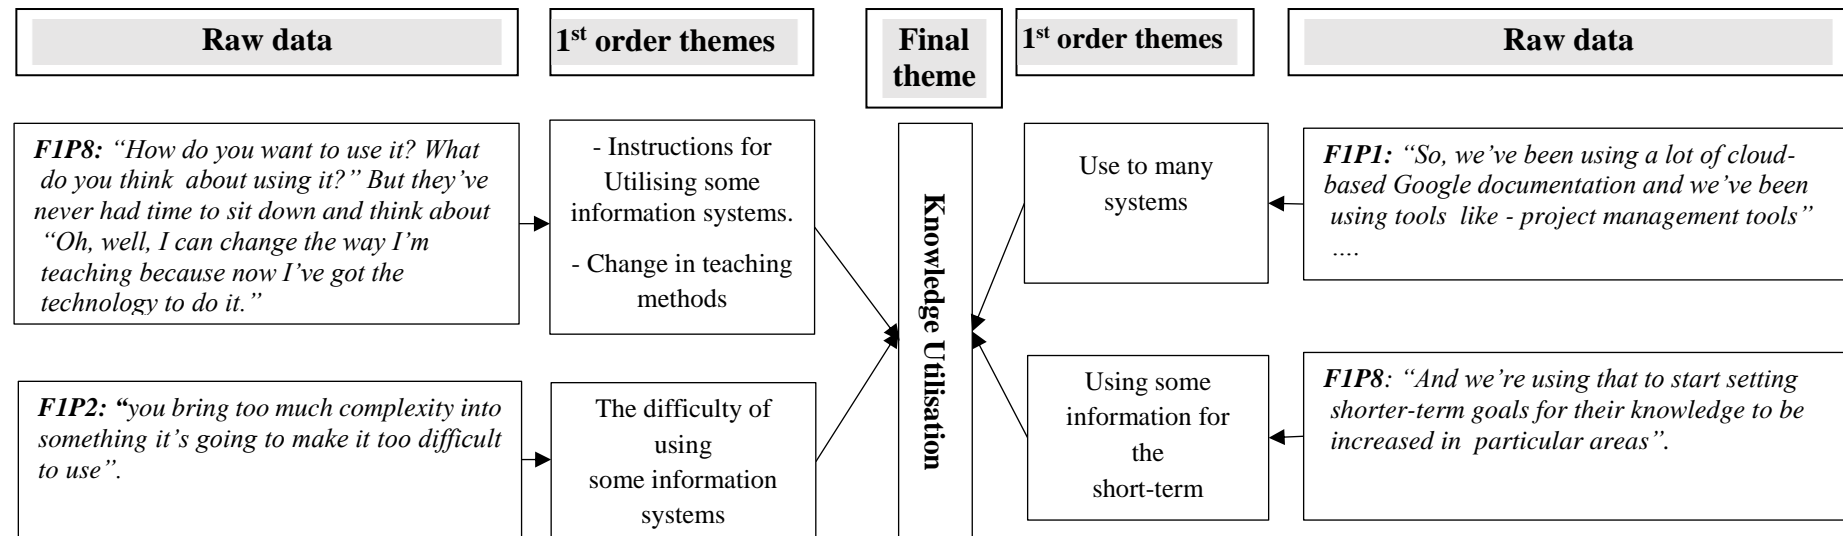 Raw data
1st order themes
Final
theme
1st order themes
Raw data
F1P8: “How do you want to use it? What
do you think about using it?” But they’ve
never had time to sit down and think about
“Oh, well, I can change the way I’m
teaching because now I’ve got the
technology to do it.”
- Instructions for
Utilising some
information systems.
- Change in teaching
methods
Knowledge Utilisation
Use to many
systems
F1P1: “So, we’ve been using a lot of cloud-
based Google documentation and we’ve been
using tools like - project management tools”
....
F1P2: “you bring too much complexity into
something it’s going to make it too difficult
to use”.
The difficulty of
using
some information
systems
Using some
information for
the
short-term
F1P8: “And we’re using that to start setting
shorter-term goals for their knowledge to be
increased in particular areas”.